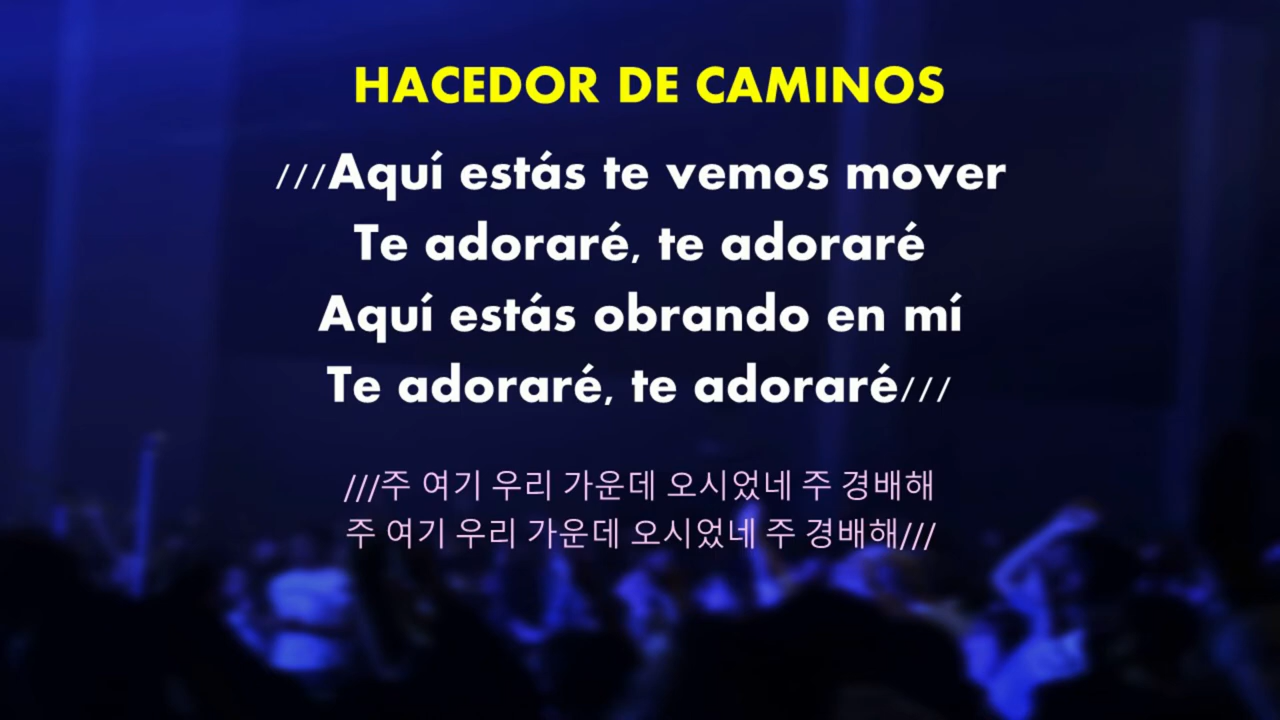 HACEDOR DE CAMINOS
///Aquí estás te vemos mover
Te adoraré, te adoraré
Aquí estás obrando en mí
Te adoraré, te adoraré///
///주 여기 우리 가운데 오시었네 주 경배해
주 여기 우리 가운데 오시었네 주 경배해///